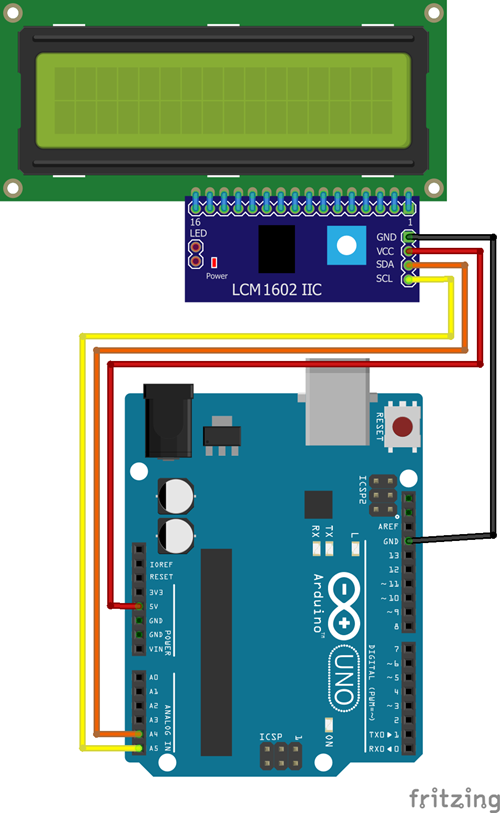 16
1
LED
Power
LCM1602 IIC
GND
VCC
SDA
SCL
RESET
ICSP2
AREF
GND
13
12
~11
~10
~9
8
TX
RX
L
IOREF
RESET
3V3
5V
GND
GND
VIN
POWER
Arduino™
UNO
7
~6
~5
4
~3
2
TXO▶1
RXO◀0
DIGITAL (PWM=~)
A0
A1
A2
A3
A4
A5
ANALOG IN
ICSP
1
ON
fritzing